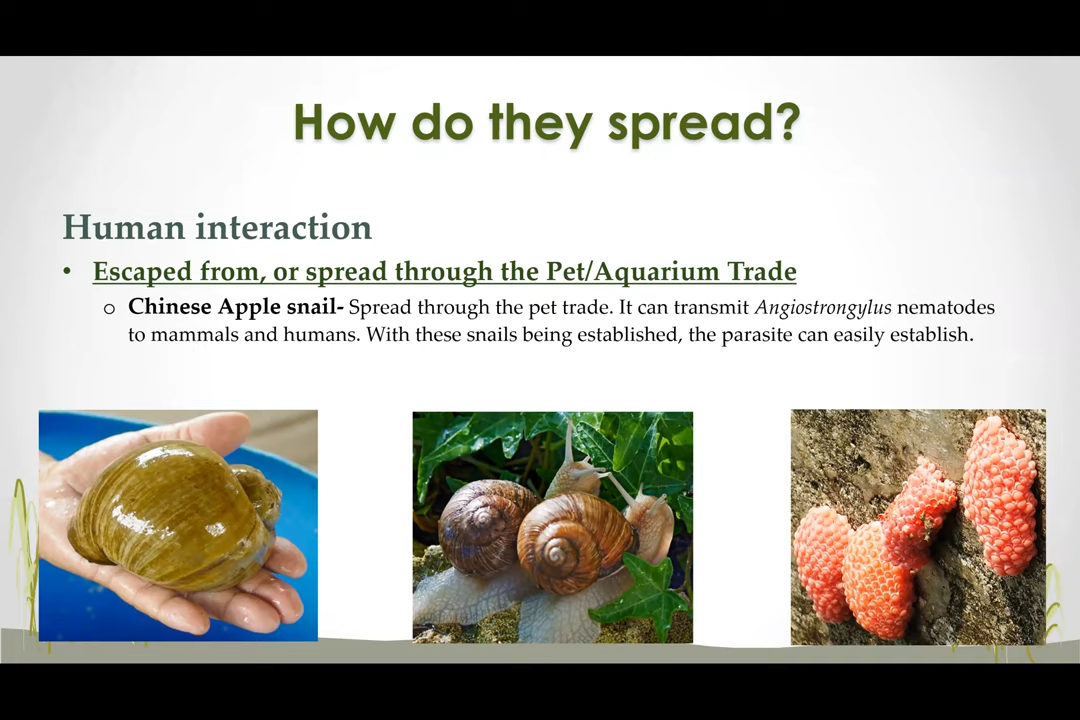 How do they spread?
Human interaction
• Escaped from, or spread through the Pet/Aquarium Trade
o Chinese Apple snail- Spread through the pet trade. It can transmit Angiostrongylus nematodes
to mammals and humans. With these snails being established, the parasite can easily establish.